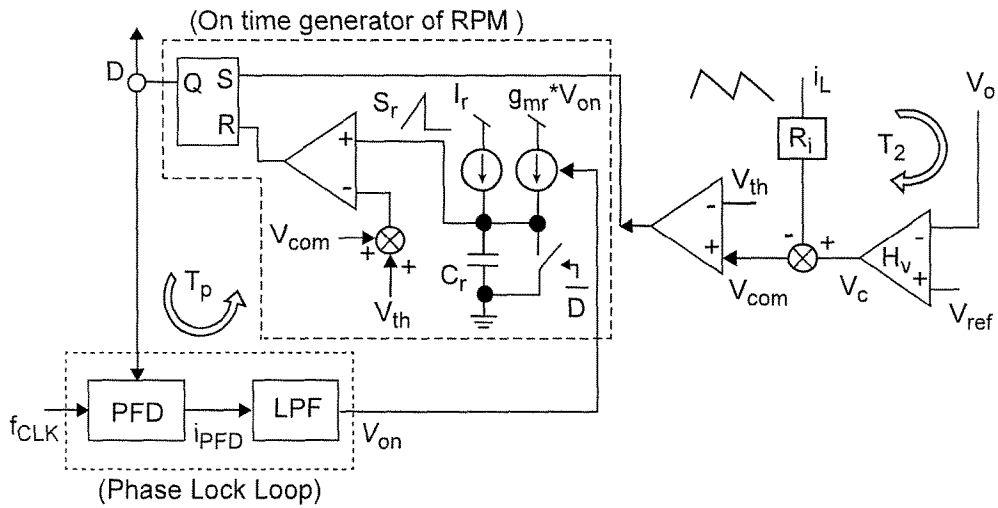 (On time generator of RPM )
D
Q S
R
S_r
I_r
g_mr*V_on
+
-
V_com
+
+
V_th
C_r
D
T_p
i_L
R_i
V_o
T_2
V_th
-
+
V_com
-
+
V_c
-
H_v
+
V_ref
f_CLK
PFD
i_PFD
LPF
V_on
(Phase Lock Loop)